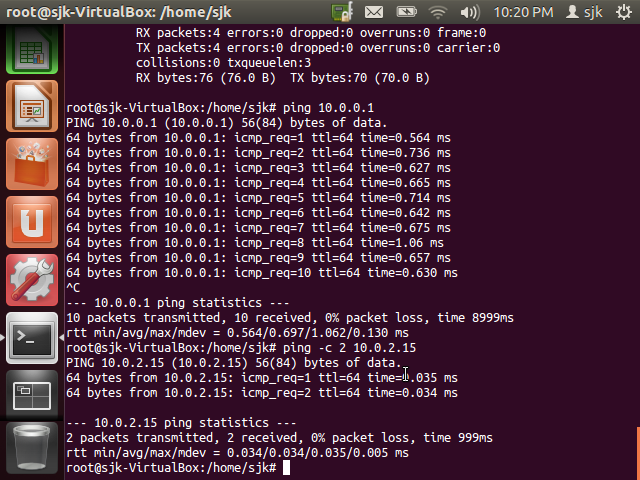 root@sjk-VirtualBox: /home/sjk
10:20 PM
sjk
RX packets:4 errors:0 dropped:0 overruns:0 frame:0
TX packets:4 errors:0 dropped:0 overruns:0 carrier:0
collisions:0 txqueuelen:3
RX bytes:76 (76.0 B)  TX bytes:70 (70.0 B)
root@sjk-VirtualBox:/home/sjk# ping 10.0.0.1
PING 10.0.0.1 (10.0.0.1) 56(84) bytes of data.
64 bytes from 10.0.0.1: icmp_req=1 ttl=64 time=0.564 ms
64 bytes from 10.0.0.1: icmp_req=2 ttl=64 time=0.736 ms
64 bytes from 10.0.0.1: icmp_req=3 ttl=64 time=0.627 ms
64 bytes from 10.0.0.1: icmp_req=4 ttl=64 time=0.665 ms
64 bytes from 10.0.0.1: icmp_req=5 ttl=64 time=0.714 ms
64 bytes from 10.0.0.1: icmp_req=6 ttl=64 time=0.642 ms
64 bytes from 10.0.0.1: icmp_req=7 ttl=64 time=0.675 ms
64 bytes from 10.0.0.1: icmp_req=8 ttl=64 time=1.06 ms
64 bytes from 10.0.0.1: icmp_req=9 ttl=64 time=0.657 ms
64 bytes from 10.0.0.1: icmp_req=10 ttl=64 time=0.630 ms
^C
--- 10.0.0.1 ping statistics ---
10 packets transmitted, 10 received, 0% packet loss, time 8999ms
rtt min/avg/max/mdev = 0.564/0.697/1.062/0.130 ms
root@sjk-VirtualBox:/home/sjk# ping -c 2 10.0.2.15
PING 10.0.2.15 (10.0.2.15) 56(84) bytes of data.
64 bytes from 10.0.2.15: icmp_req=1 ttl=64 time=0.035 ms
64 bytes from 10.0.2.15: icmp_req=2 ttl=64 time=0.034 ms
--- 10.0.2.15 ping statistics ---
2 packets transmitted, 2 received, 0% packet loss, time 999ms
rtt min/avg/max/mdev = 0.034/0.034/0.035/0.005 ms
root@sjk-VirtualBox:/home/sjk#